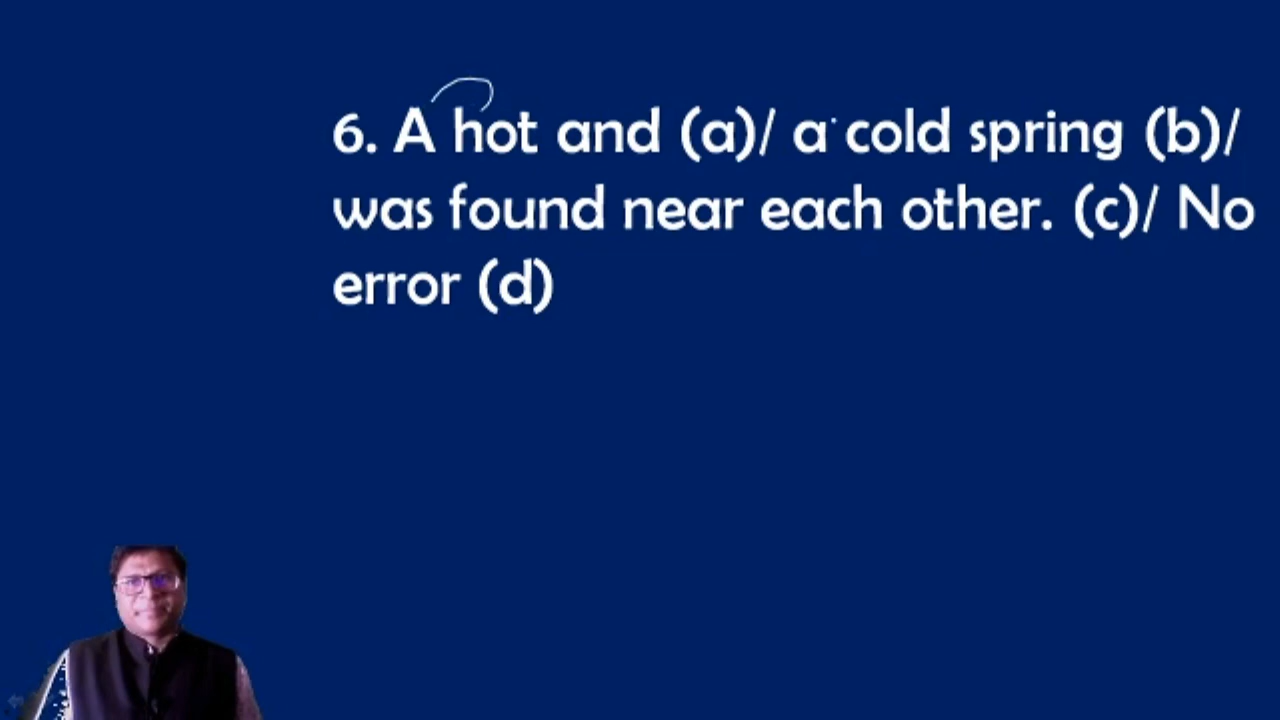 6. A hot and (a)/ a cold spring (b)/
was found near each other. (c)/ No
error (d)